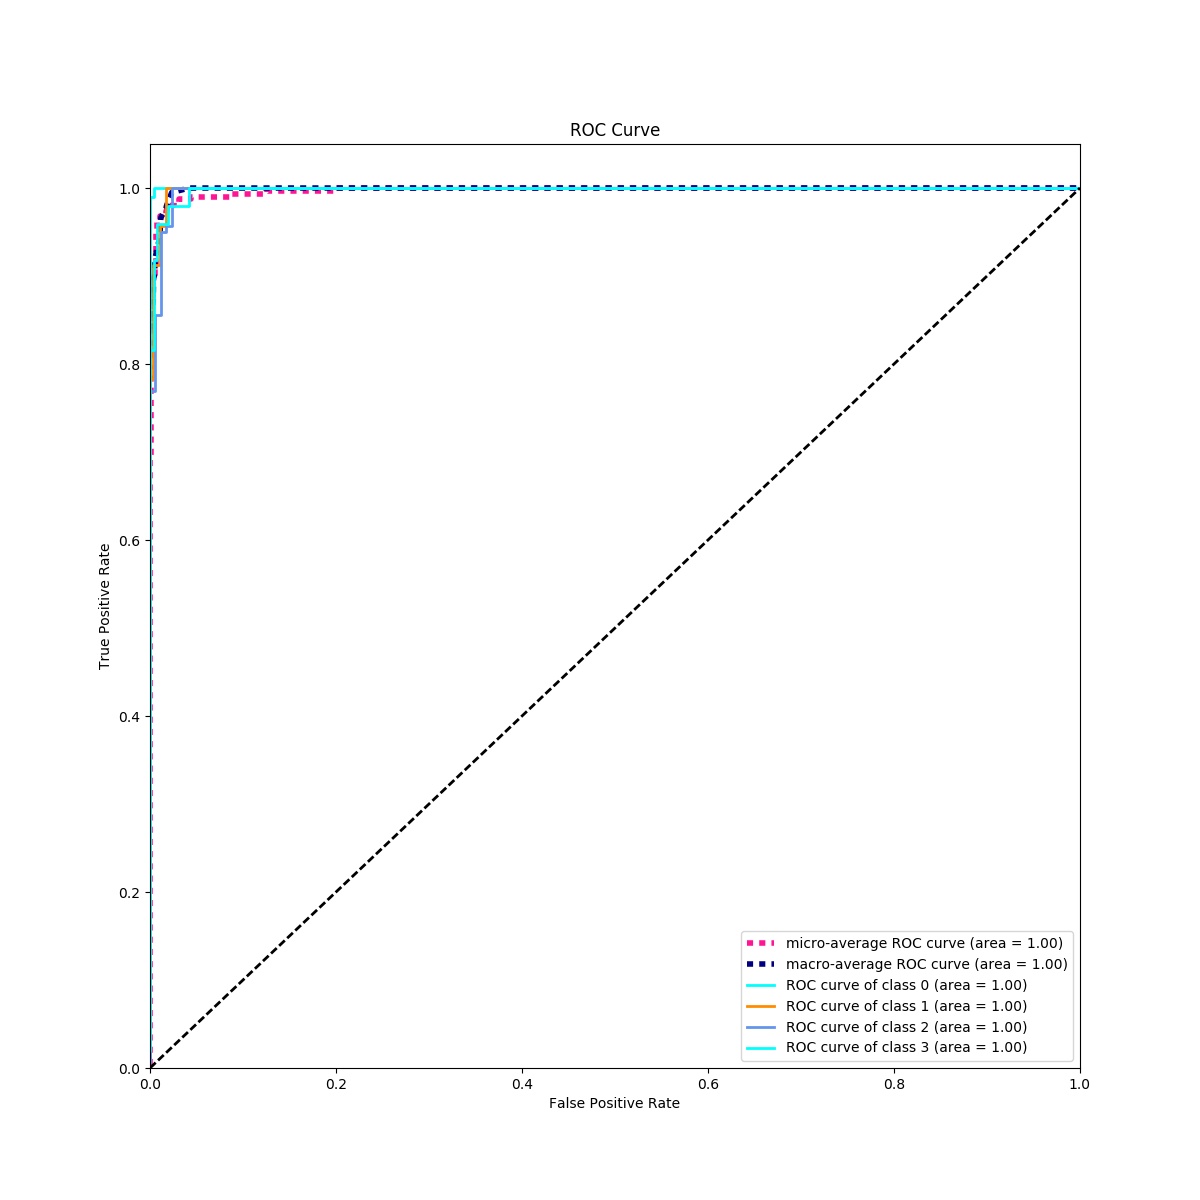 ROC Curve
1.0
0.8
0.6
0.4
0.2
0.0
True Positive Rate
0.0 0.2 0.4 0.6 0.8 1.0
False Positive Rate
micro-average ROC curve (area = 1.00)
macro-average ROC curve (area = 1.00)
ROC curve of class 0 (area = 1.00)
ROC curve of class 1 (area = 1.00)
ROC curve of class 2 (area = 1.00)
ROC curve of class 3 (area = 1.00)